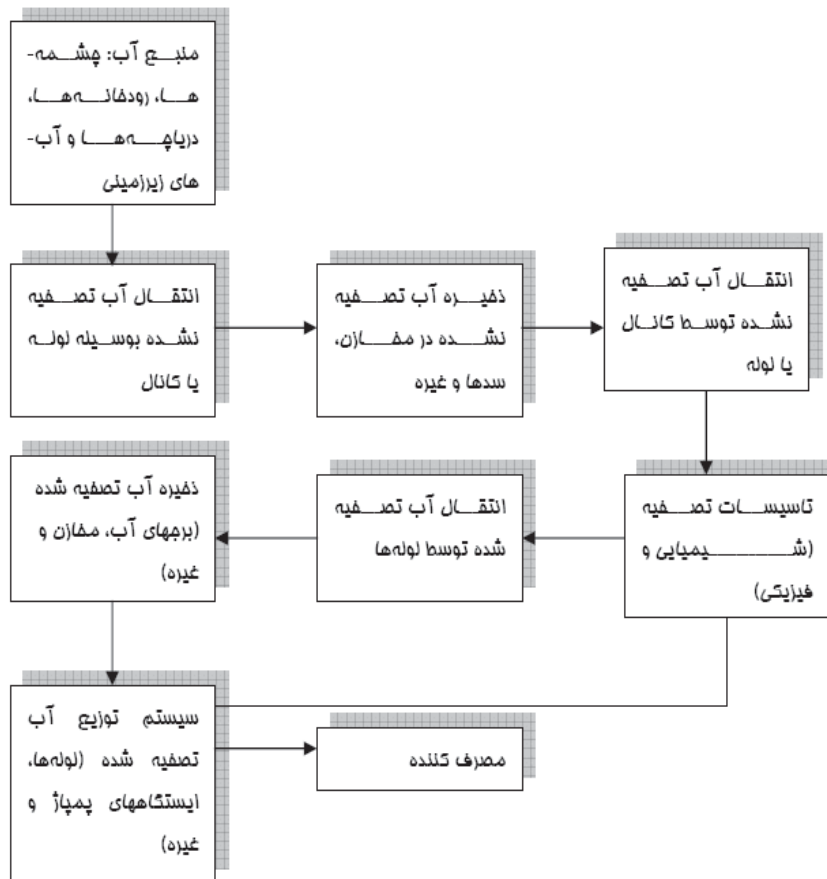 منبع آب: چشمه-
ها، رودخانه‌ها،
دریاچه‌ها و آب-
های زیرزمینی
انتقال آب تصفیه
نشده بوسیله لوله
یا کانال
ذخیره آب تصفیه
نشده در مخازن،
سدها و غیره
انتقال آب تصفیه
نشده توسط کانال
یا لوله
تاسیسات تصفیه
(شیمیایی و
فیزیکی)
انتقال آب تصفیه
شده توسط لوله‌ها
ذخیره آب تصفیه شده
(برجهای آب، مخازن و
غیره)
سیستم توزیع آب
تصفیه شده (لوله‌ها،
ایستگاههای پمپاژ و
غیره)
مصرف کننده